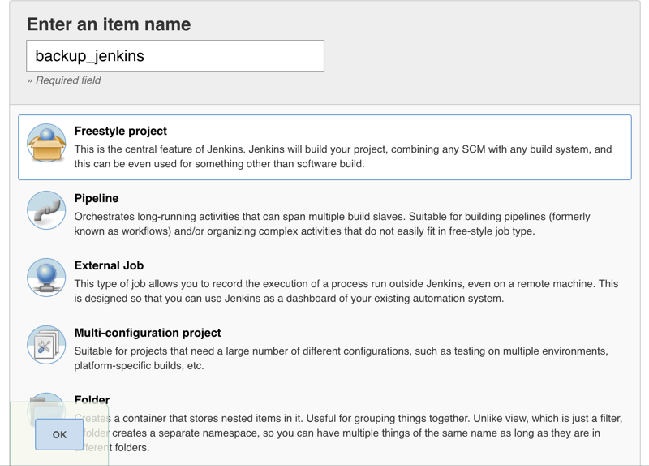 Enter an item name
backup_jenkins
» Required field
Freestyle project
This is the central feature of Jenkins. Jenkins will build your project, combining any SCM with any build system, and
this can be even used for something other than software build.
Pipeline
Orchestrates long-running activities that can span multiple build slaves. Suitable for building pipelines (formerly
known as workflows) and/or organizing complex activities that do not easily fit in free-style job type.
External Job
This type of job allows you to record the execution of a process run outside Jenkins, even on a remote machine. This
is designed so that you can use Jenkins as a dashboard of your existing automation system.
Multi-configuration project
Suitable for projects that need a large number of different configurations, such as testing on multiple environments,
platform-specific builds, etc.
Folder
Creates a container that stores nested items in it. Useful for grouping things together. Unlike view, which is just a filter,
folder creates a separate namespace, so you can have multiple things of the same name as long as they are in
different folders.
OK